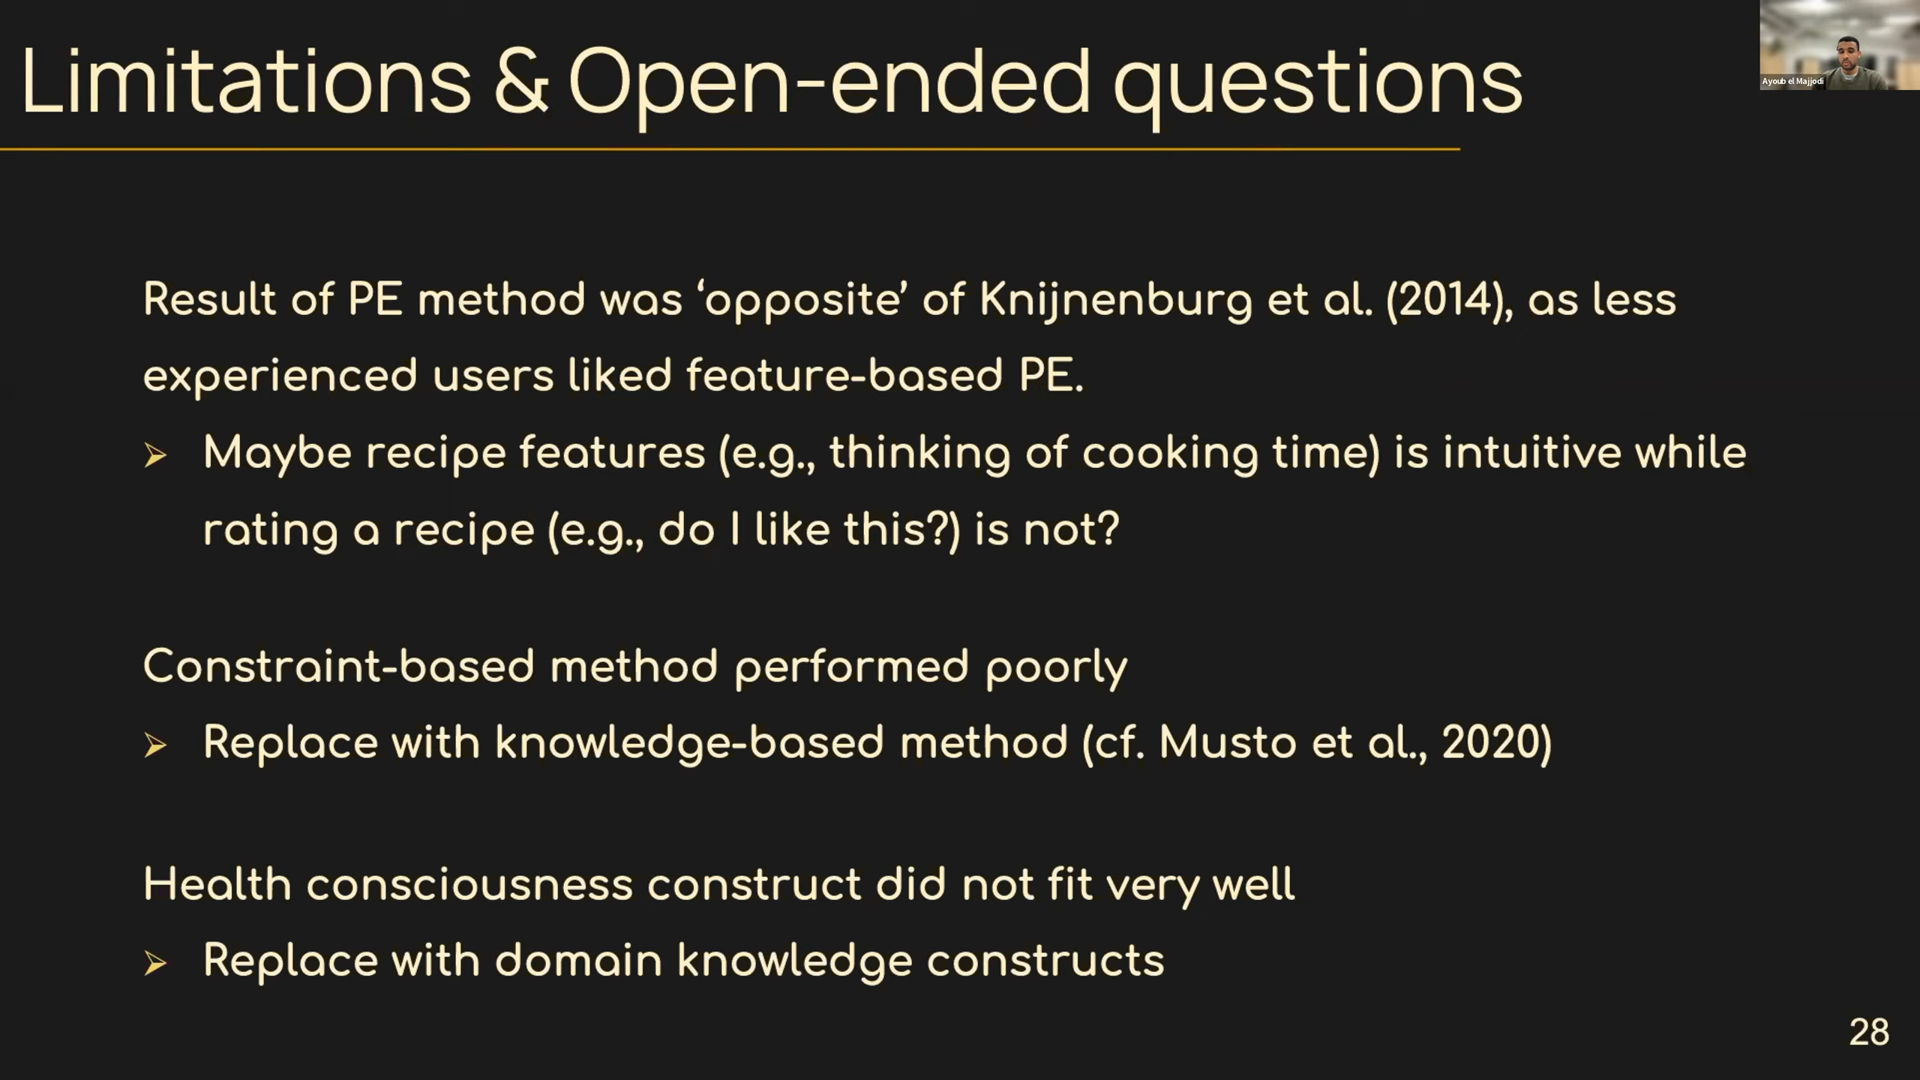 Limitations & Open-ended questions
Ayoub el Majjodi
Result of PE method was ‘opposite’ of Knijnenburg et al. (2014), as less
experienced users liked feature-based PE.
➢ Maybe recipe features (e.g., thinking of cooking time) is intuitive while
rating a recipe (e.g., do I like this?) is not?
Constraint-based method performed poorly
➢ Replace with knowledge-based method (cf. Musto et al., 2020)
Health consciousness construct did not fit very well
➢ Replace with domain knowledge constructs
28